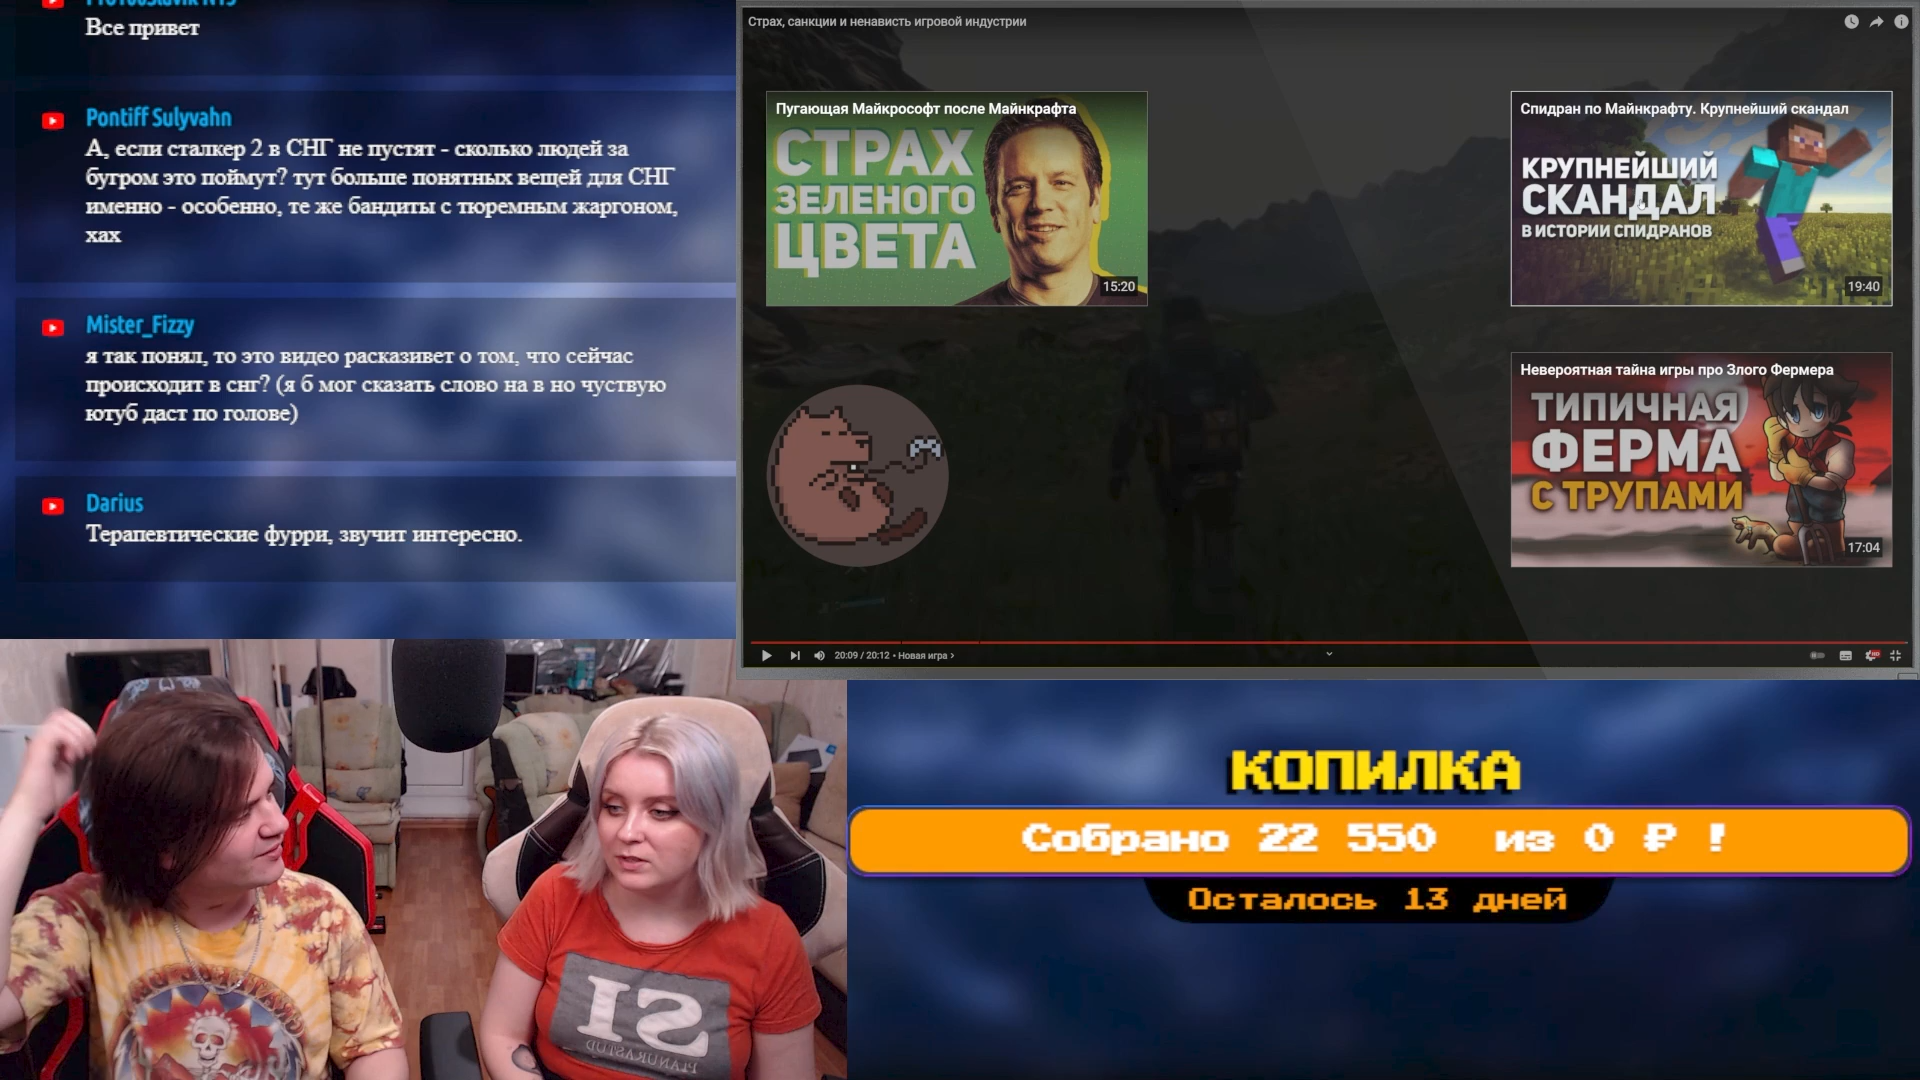 Все привет
Pontiff Sulyvahn
А, если сталкер 2 в СНГ не пустят - сколько людей за
бугром это поймут? тут больше понятных вещей для СНГ
именно - особенно, те же бандиты с тюремным жаргоном,
хах
Mister_Fizzy
я так понял, то это видео расказивет о том, что сейчас
происходит в снг? (я б мог сказать слово на в но чуствую
ютуб даст по голове)
Darius
Терапевтические фурри, звучит интересно.
Страх, санкции и ненависть игровой индустрии
Пугающая Майкрософт после Майнкрафта
СТРАХ
ЗЕЛЕНОГО
ЦВЕТА
15:20
Спидран по Майнкрафту. Крупнейший скандал
КРУПНЕЙШИЙ
СКАНДАЛ
В ИСТОРИИ СПИДРАНОВ
19:40
Невероятная тайна игры про Злого Фермера
ТИПИЧНАЯ
ФЕРМА
С ТРУПАМИ
17:04
20:09 / 20:12 • Новая игра ›
HD
КОПИЛКА
Собрано 22 550 из 0 ₽ !
Осталось 13 дней